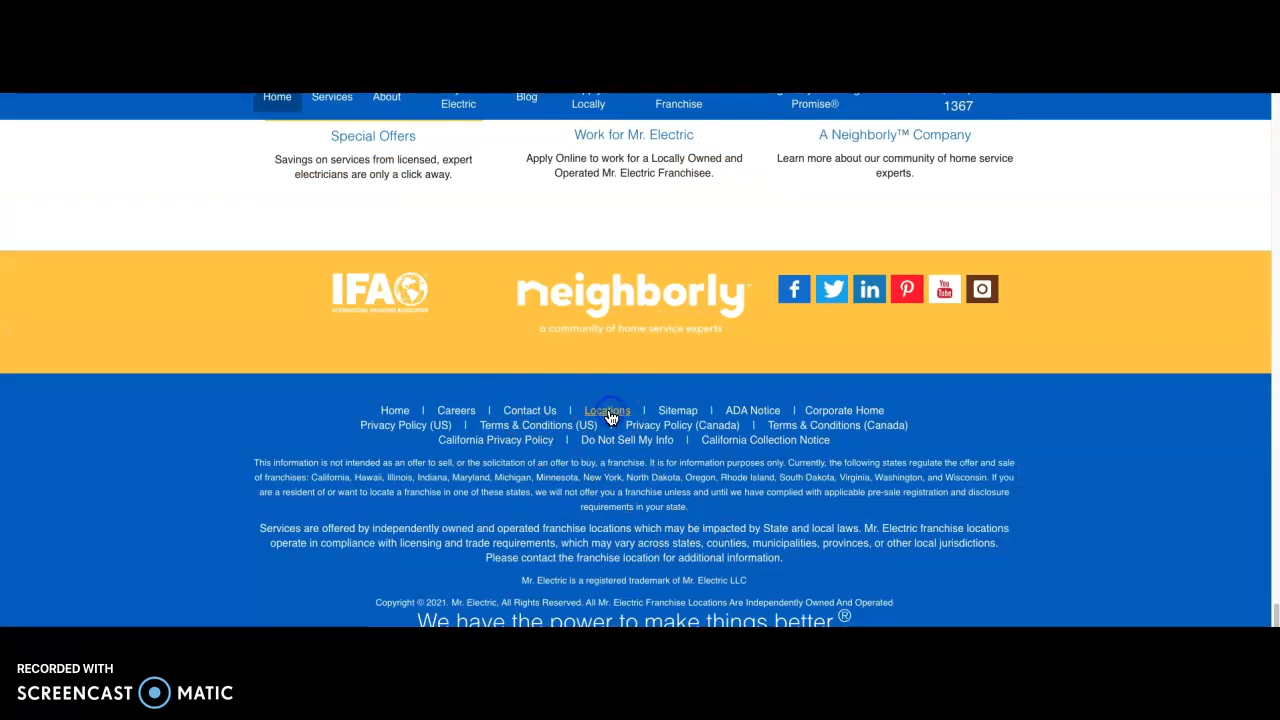 Home Services About Electric Blog Locally Franchise Promise® 1367
Special Offers
Savings on services from licensed, expert
electricians are only a click away.
Work for Mr. Electric
Apply Online to work for a Locally Owned and
Operated Mr. Electric Franchisee.
A Neighborly™ Company
Learn more about our community of home service
experts.
IFA
INTERNATIONAL FRANCHISE ASSOCIATION
neighborly
a community of home service experts
You
Tube
Home | Careers | Contact Us | Locations | Sitemap | ADA Notice | Corporate Home
Privacy Policy (US) | Terms & Conditions (US) Privacy Policy (Canada) | Terms & Conditions (Canada)
California Privacy Policy | Do Not Sell My Info | California Collection Notice
This information is not intended as an offer to sell, or the solicitation of an offer to buy, a franchise. It is for information purposes only. Currently, the following states regulate the offer and sale
of franchises: California, Hawaii, Illinois, Indiana, Maryland, Michigan, Minnesota, New York, North Dakota, Oregon, Rhode Island, South Dakota, Virginia, Washington, and Wisconsin. If you
are a resident of or want to locate a franchise in one of these states, we will not offer you a franchise unless and until we have complied with applicable pre-sale registration and disclosure
requirements in your state.
Services are offered by independently owned and operated franchise locations which may be impacted by State and local laws. Mr. Electric franchise locations
operate in compliance with licensing and trade requirements, which may vary across states, counties, municipalities, provinces, or other local jurisdictions.
Please contact the franchise location for additional information.
Mr. Electric is a registered trademark of Mr. Electric LLC
Copyright © 2021. Mr. Electric, All Rights Reserved. All Mr. Electric Franchise Locations Are Independently Owned And Operated
We have the power to make things better ®
RECORDED WITH
SCREENCAST MATIC